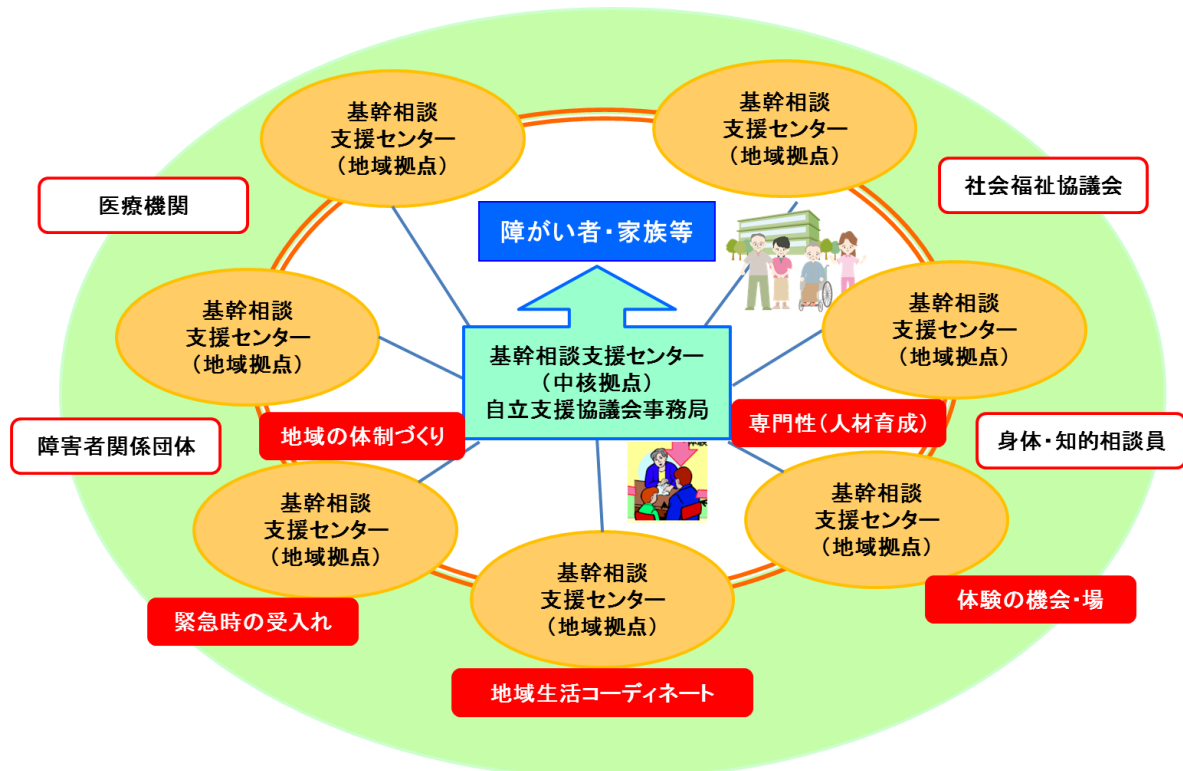 基幹相談
支援センター
（地域拠点）
基幹相談
支援センター
（地域拠点）
医療機関
社会福祉協議会
障がい者・家族等
基幹相談
支援センター
（地域拠点）
基幹相談
支援センター
（地域拠点）
基幹相談支援センター
（中核拠点）
自立支援協議会事務局
地域の体制づくり
専門性（人材育成）
障害者関係団体
身体・知的相談員
体験
基幹相談
支援センター
（地域拠点）
基幹相談
支援センター
（地域拠点）
基幹相談
支援センター
（地域拠点）
緊急時の受入れ
体験の機会・場
地域生活コーディネート